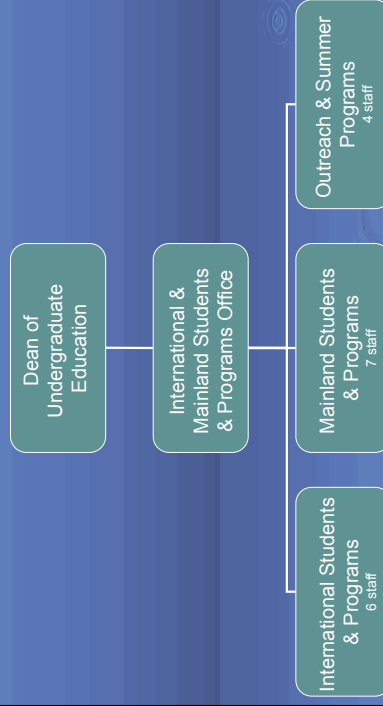 Dean of
Undergraduate
Education
International &
Mainland Students
& Programs Office
International Students
& Programs
6 staff
Mainland Students
& Programs
7 staff
Outreach & Summer
Programs
4 staff